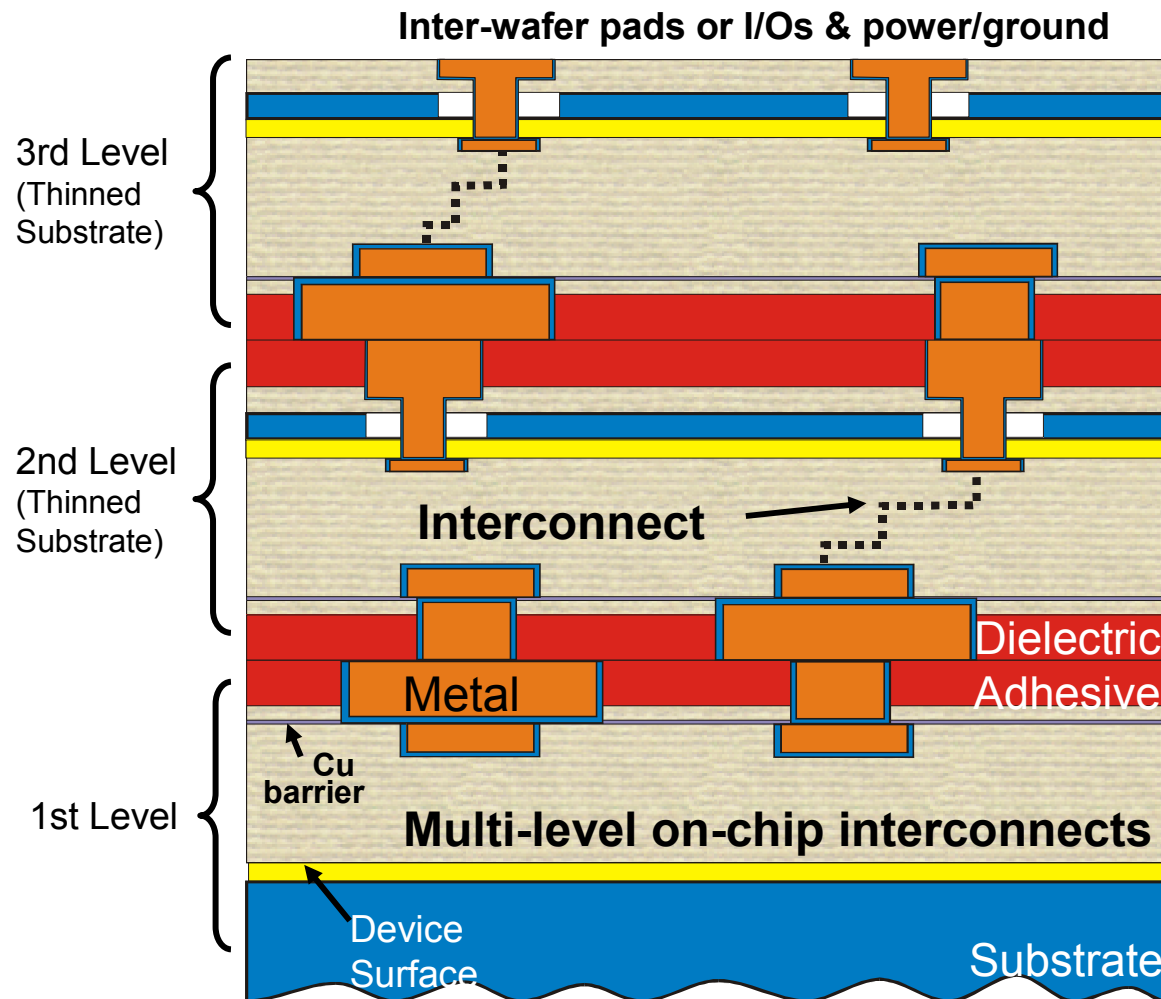 Inter-wafer pads or I/Os & power/ground
3rd Level
(Thinned
Substrate)
2nd Level
(Thinned
Substrate)
Interconnect
Dielectric
Metal
Adhesive
Cu
barrier
1st Level
Multi-level on-chip interconnects
Device
Surface
Substrate